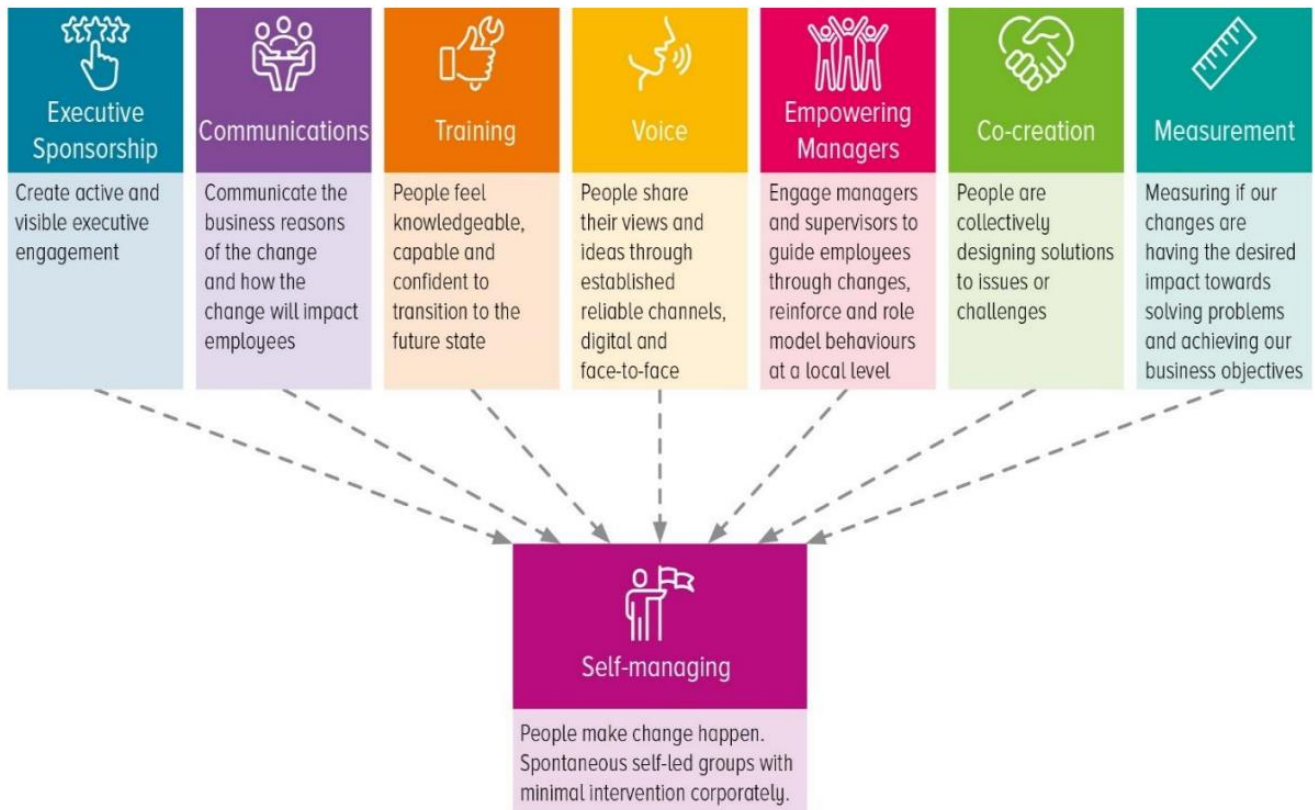 Executive
Sponsorship
Create active and
visible executive
engagement
Communications
Communicate the
business reasons
of the change
and how the
change will impact
employees
Training
People feel
knowledgeable,
capable and
confident to
transition to the
future state
Voice
People share
their views and
ideas through
established
reliable channels,
digital and
face-to-face
Empowering
Managers
Engage managers
and supervisors to
guide employees
through changes,
reinforce and role
model behaviours
at a local level
Co-creation
People are
collectively
designing solutions
to issues or
challenges
Measurement
Measuring if our
changes are
having the desired
impact towards
solving problems
and achieving our
business objectives
Self-managing
People make change happen.
Spontaneous self-led groups with
minimal intervention corporately.